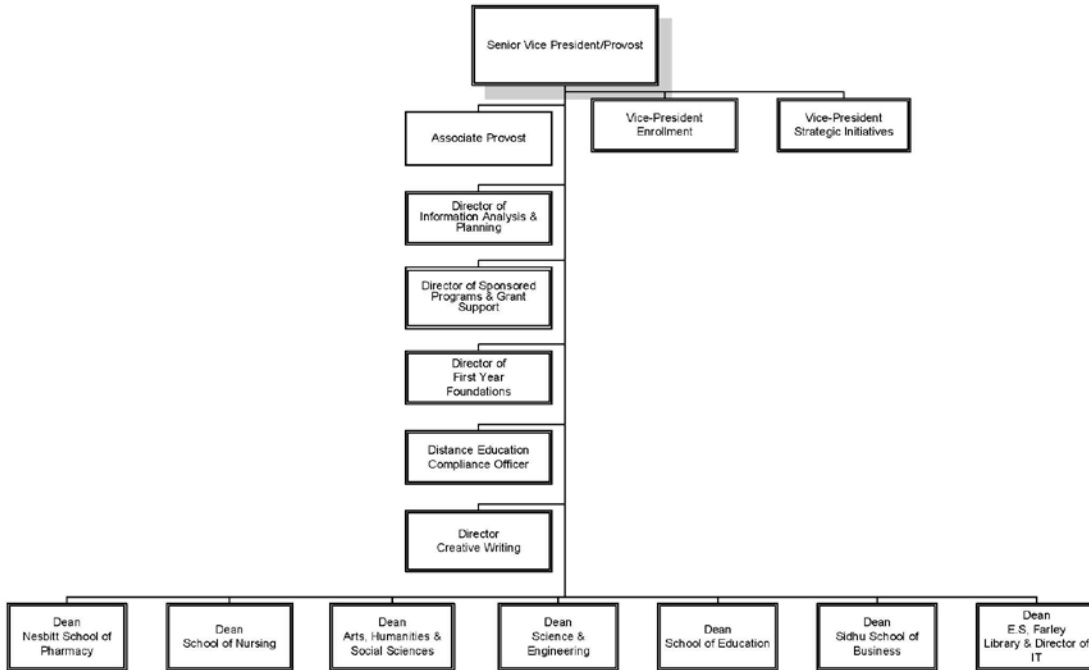 Senior Vice President/Provost
Vice-President
Enrollment
Vice-President
Strategic Initiatives
Associate Provost
Director of
Information Analysis &
Planning
Director of Sponsored
Programs & Grant
Support
Director of
First Year
Foundations
Distance Education
Compliance Officer
Director
Creative Writing
Dean
Nesbitt School of
Pharmacy
Dean
School of Nursing
Dean
Arts, Humanities &
Social Sciences
Dean
Science &
Engineering
Dean
School of Education
Dean
Sidhu School of
Business
Dean
E.S, Farley
Library & Director of
IT